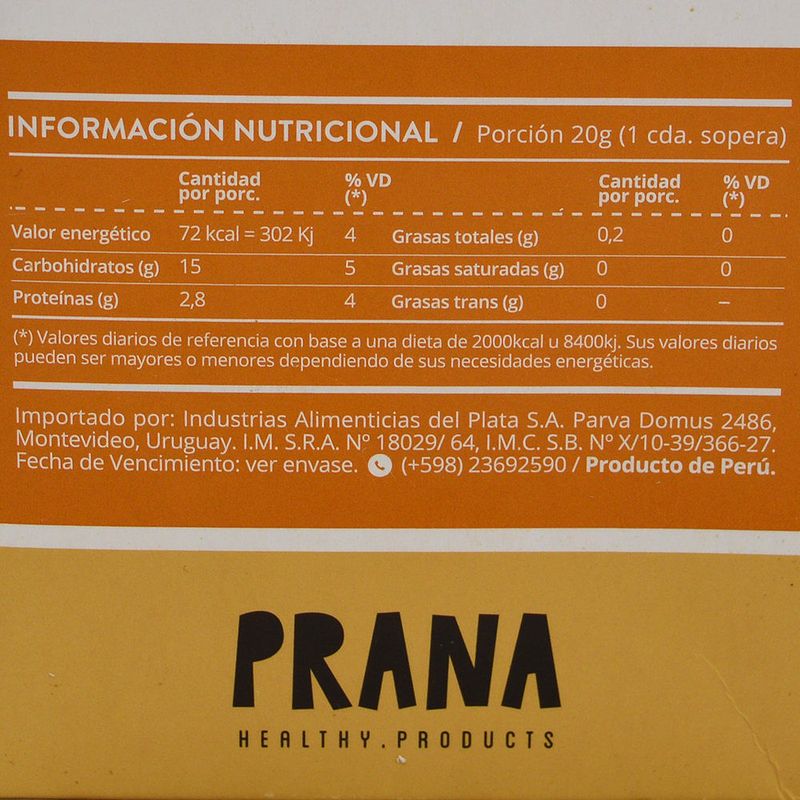 INFORMACIÓN NUTRICIONAL / Porción 20g (1 cda. sopera)
Cantidad por porc. % VD (*) Cantidad por porc. % VD (*)
Valor energético 72 kcal = 302 Kj 4 Grasas totales (g) 0,2 0
Carbohidratos (g) 15 5 Grasas saturadas (g) 0 0
Proteínas (g) 2,8 4 Grasas trans (g) 0 –
(*) Valores diarios de referencia con base a una dieta de 2000kcal u 8400kj. Sus valores diarios
pueden ser mayores o menores dependiendo de sus necesidades energéticas.
Importado por: Industrias Alimenticias del Plata S.A. Parva Domus 2486,
Montevideo, Uruguay. I.M. S.R.A. Nº 18029/ 64, I.M.C. S.B. Nº X/10-39/366-27.
Fecha de Vencimiento: ver envase. (+598) 23692590 / Producto de Perú.
PRANA
HEALTHY.PRODUCTS